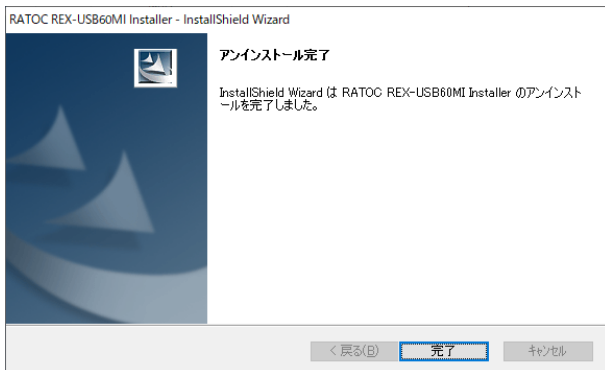 RATOC REX-USB60MI Installer - InstallShield Wizard
アンインストール完了
InstallShield Wizard は RATOC REX-USB60MI Installer のアンインスト
ールを完了しました。
< 戻る(B)
完了
キャンセル